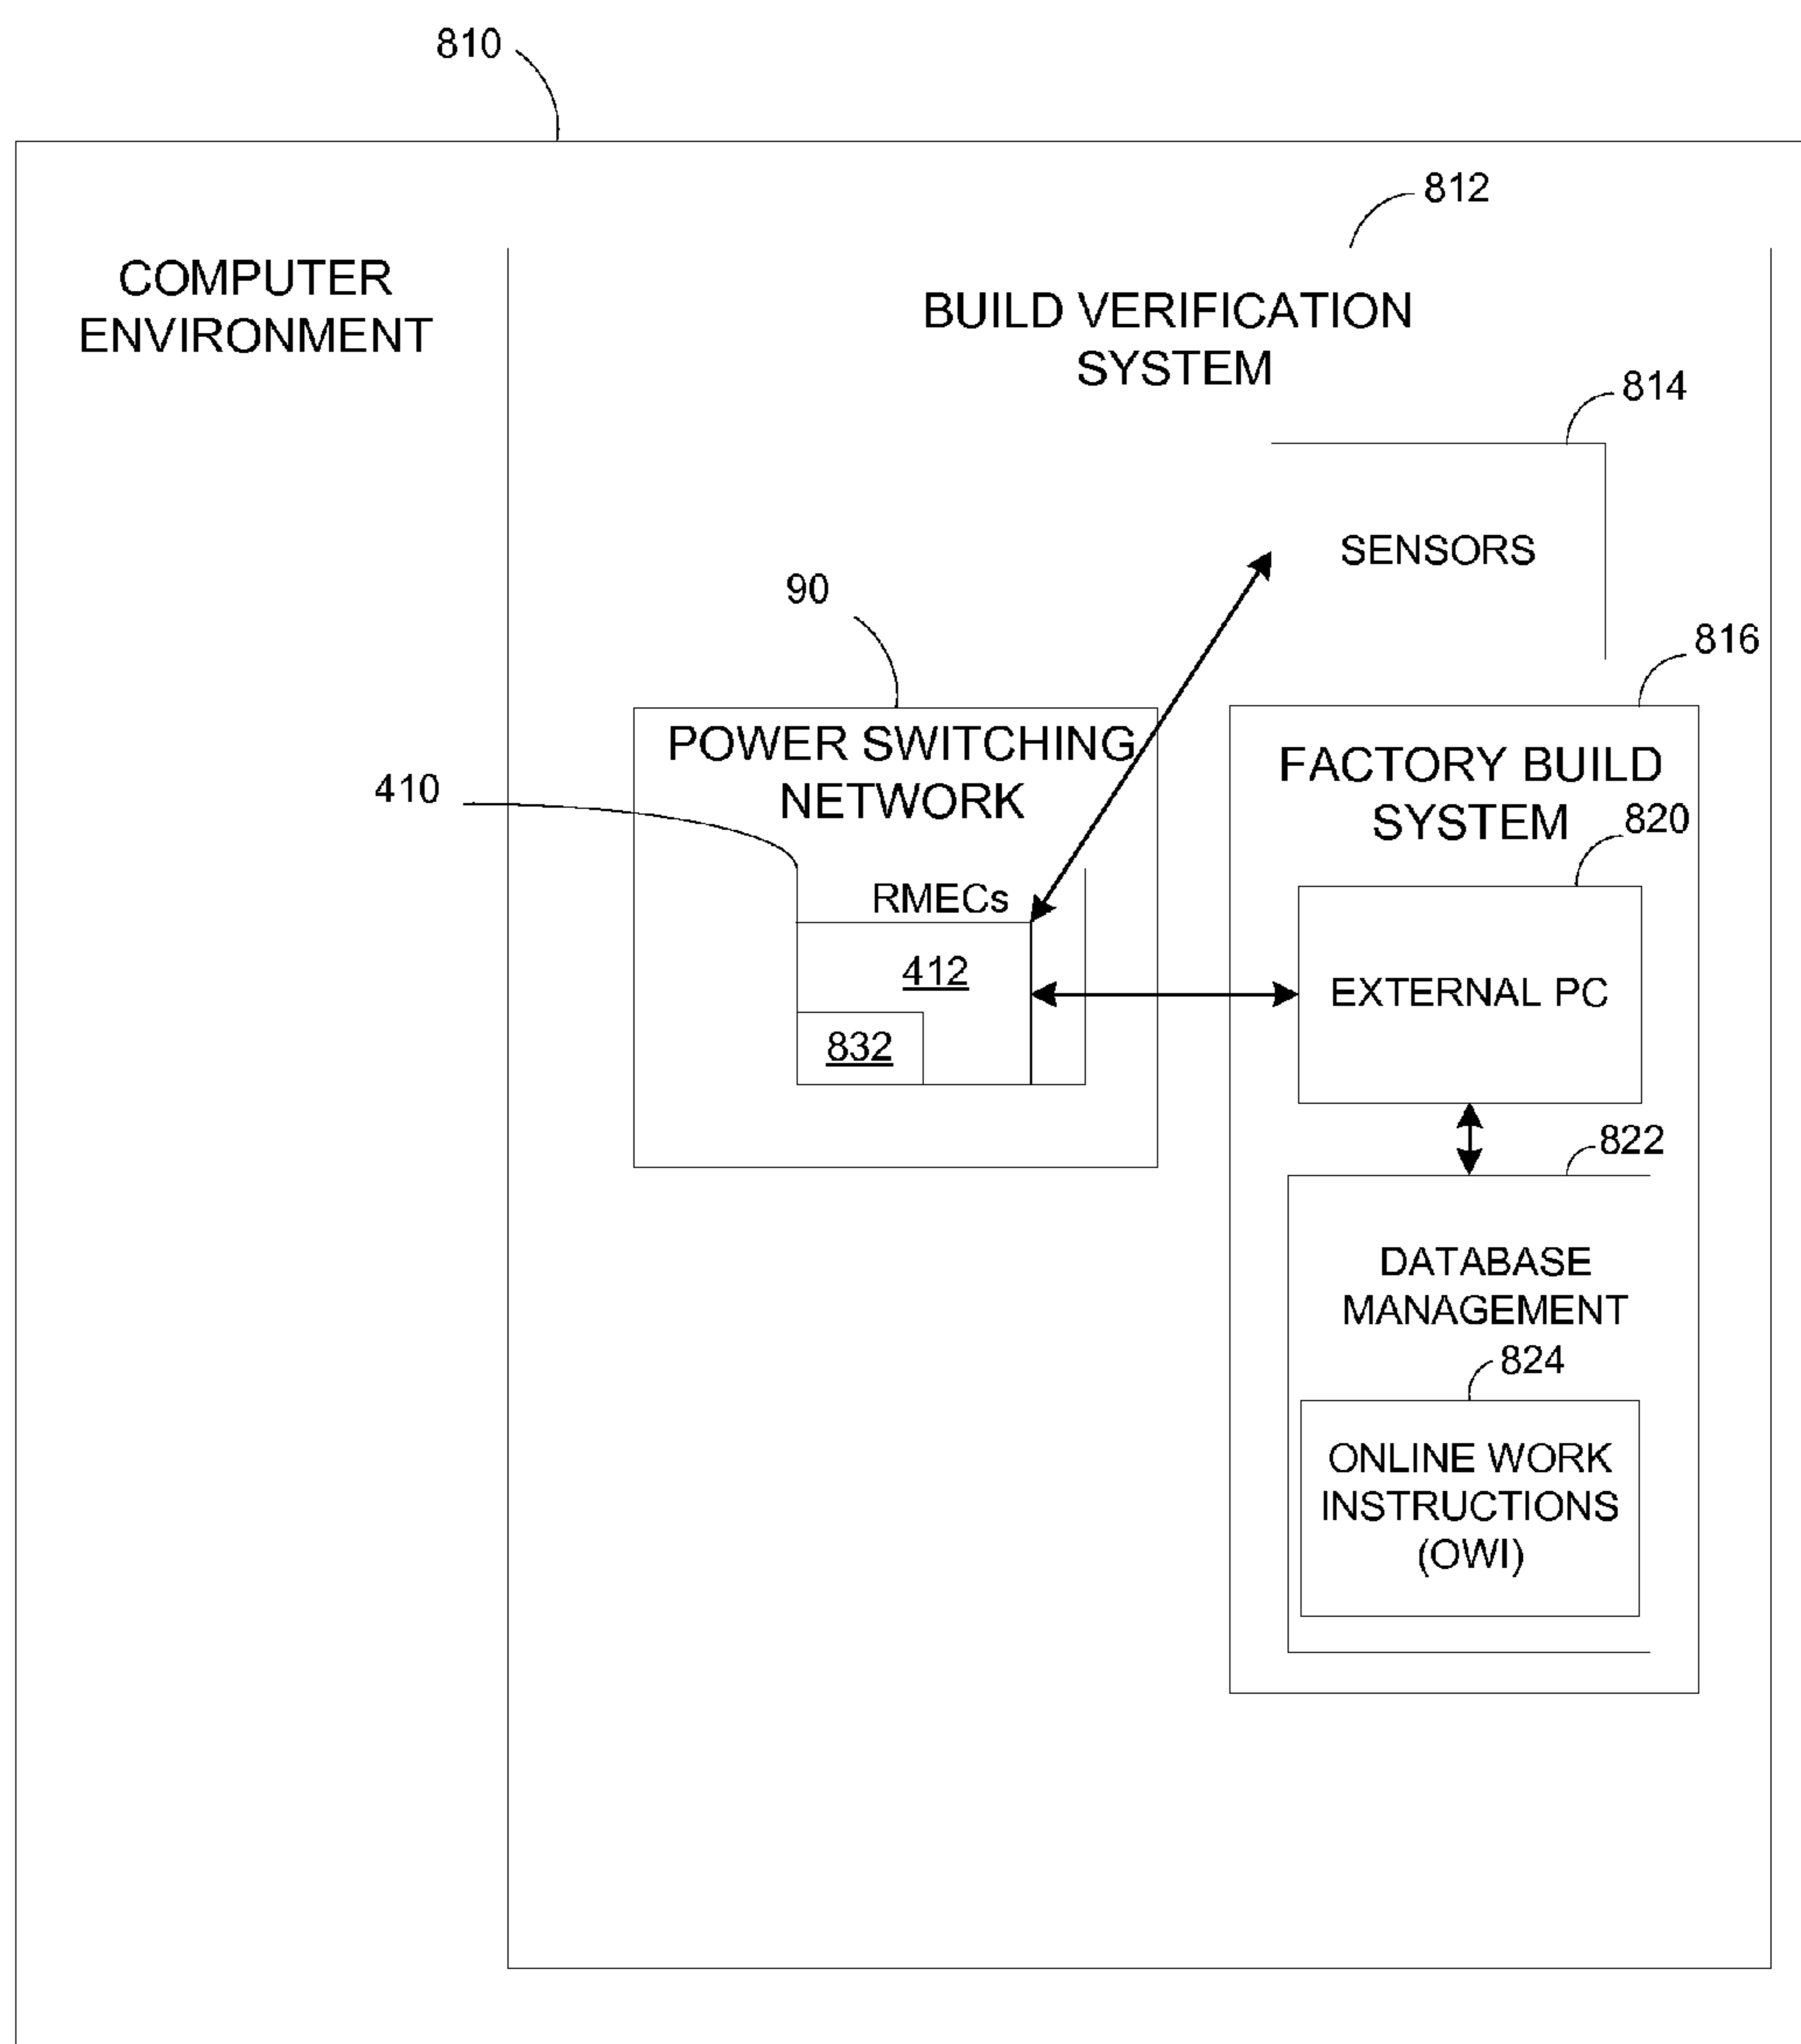 810
812
COMPUTER
ENVIRONMENT
BUILD VERIFICATION
SYSTEM
814
SENSORS
90
816
POWER SWITCHING
NETWORK
410
FACTORY BUILD
SYSTEM
820
RMECs
412
832
EXTERNAL PC
822
DATABASE
MANAGEMENT
824
ONLINE WORK
INSTRUCTIONS
(OWI)